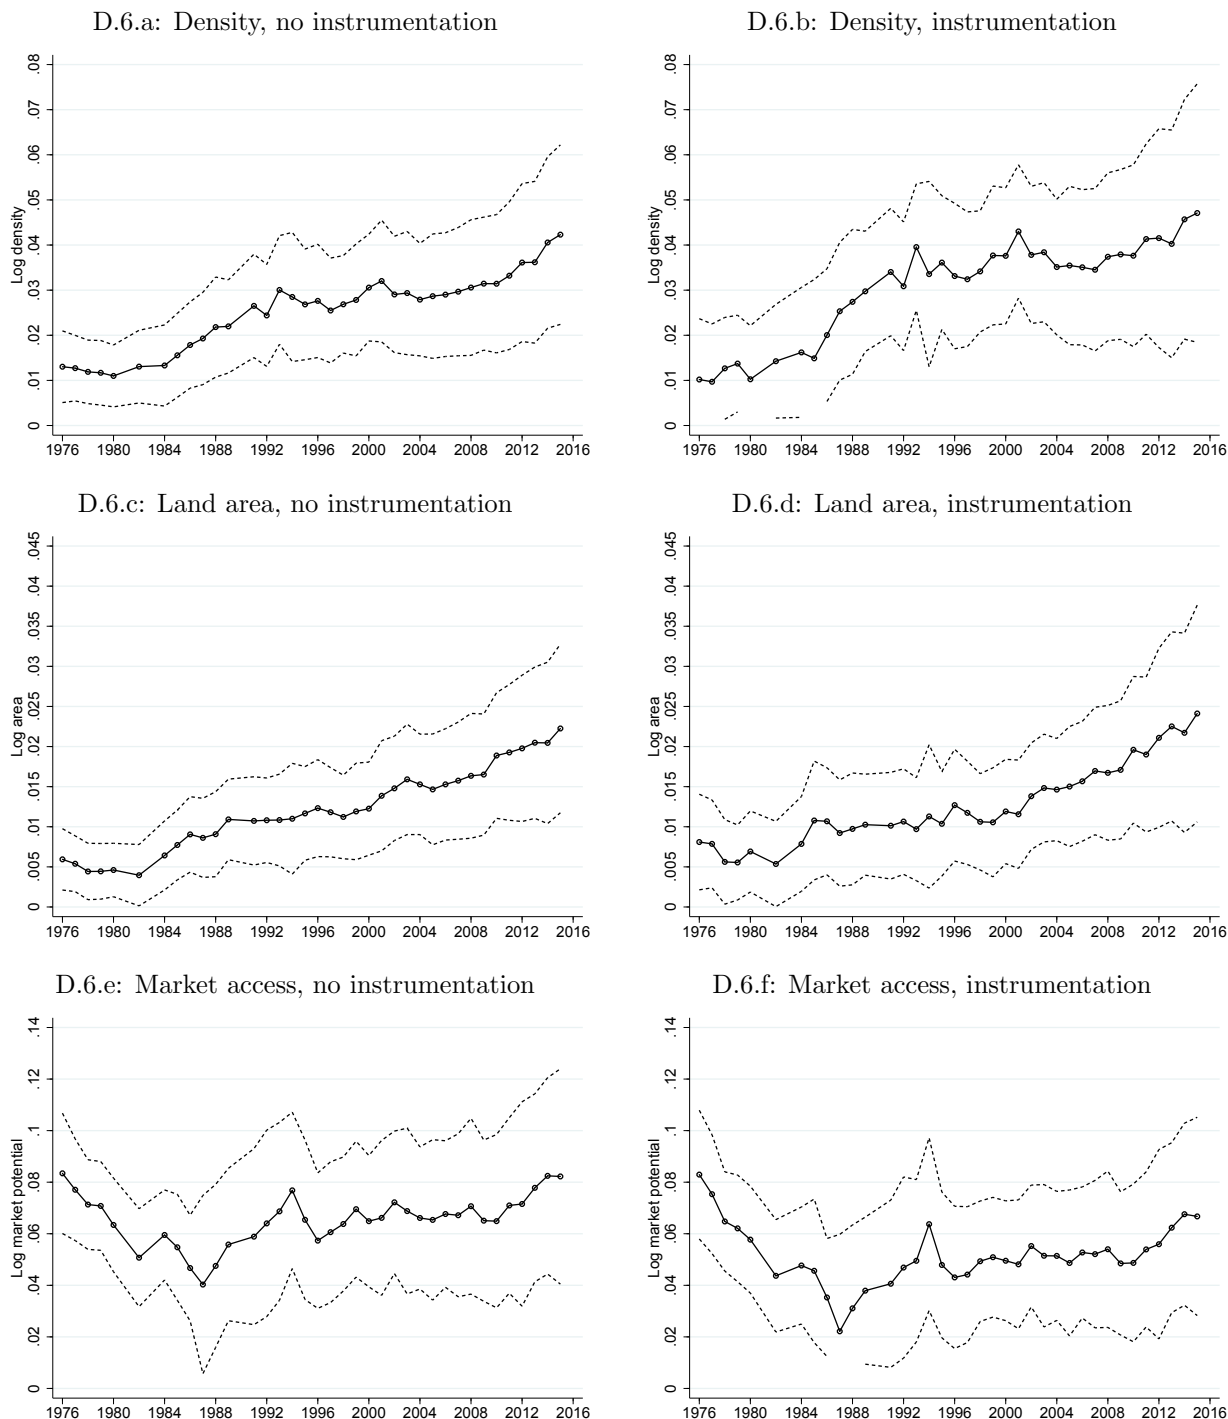 D.6.a: Density, no instrumentation
D.6.b: Density, instrumentation
Log density
0 .01 .02 .03 .04 .05 .06 .07 .08
1976 1980 1984 1988 1992 1996 2000 2004 2008 2012 2016
Log density
0 .01 .02 .03 .04 .05 .06 .07 .08
1976 1980 1984 1988 1992 1996 2000 2004 2008 2012 2016
D.6.c: Land area, no instrumentation
D.6.d: Land area, instrumentation
Log area
0 .005 .01 .015 .02 .025 .03 .035 .04 .045
1976 1980 1984 1988 1992 1996 2000 2004 2008 2012 2016
Log area
0 .005 .01 .015 .02 .025 .03 .035 .04 .045
1976 1980 1984 1988 1992 1996 2000 2004 2008 2012 2016
D.6.e: Market access, no instrumentation
D.6.f: Market access, instrumentation
Log market potential
0 .02 .04 .06 .08 .1 .12 .14
1976 1980 1984 1988 1992 1996 2000 2004 2008 2012 2016
Log market potential
0 .02 .04 .06 .08 .1 .12 .14
1976 1980 1984 1988 1992 1996 2000 2004 2008 2012 2016